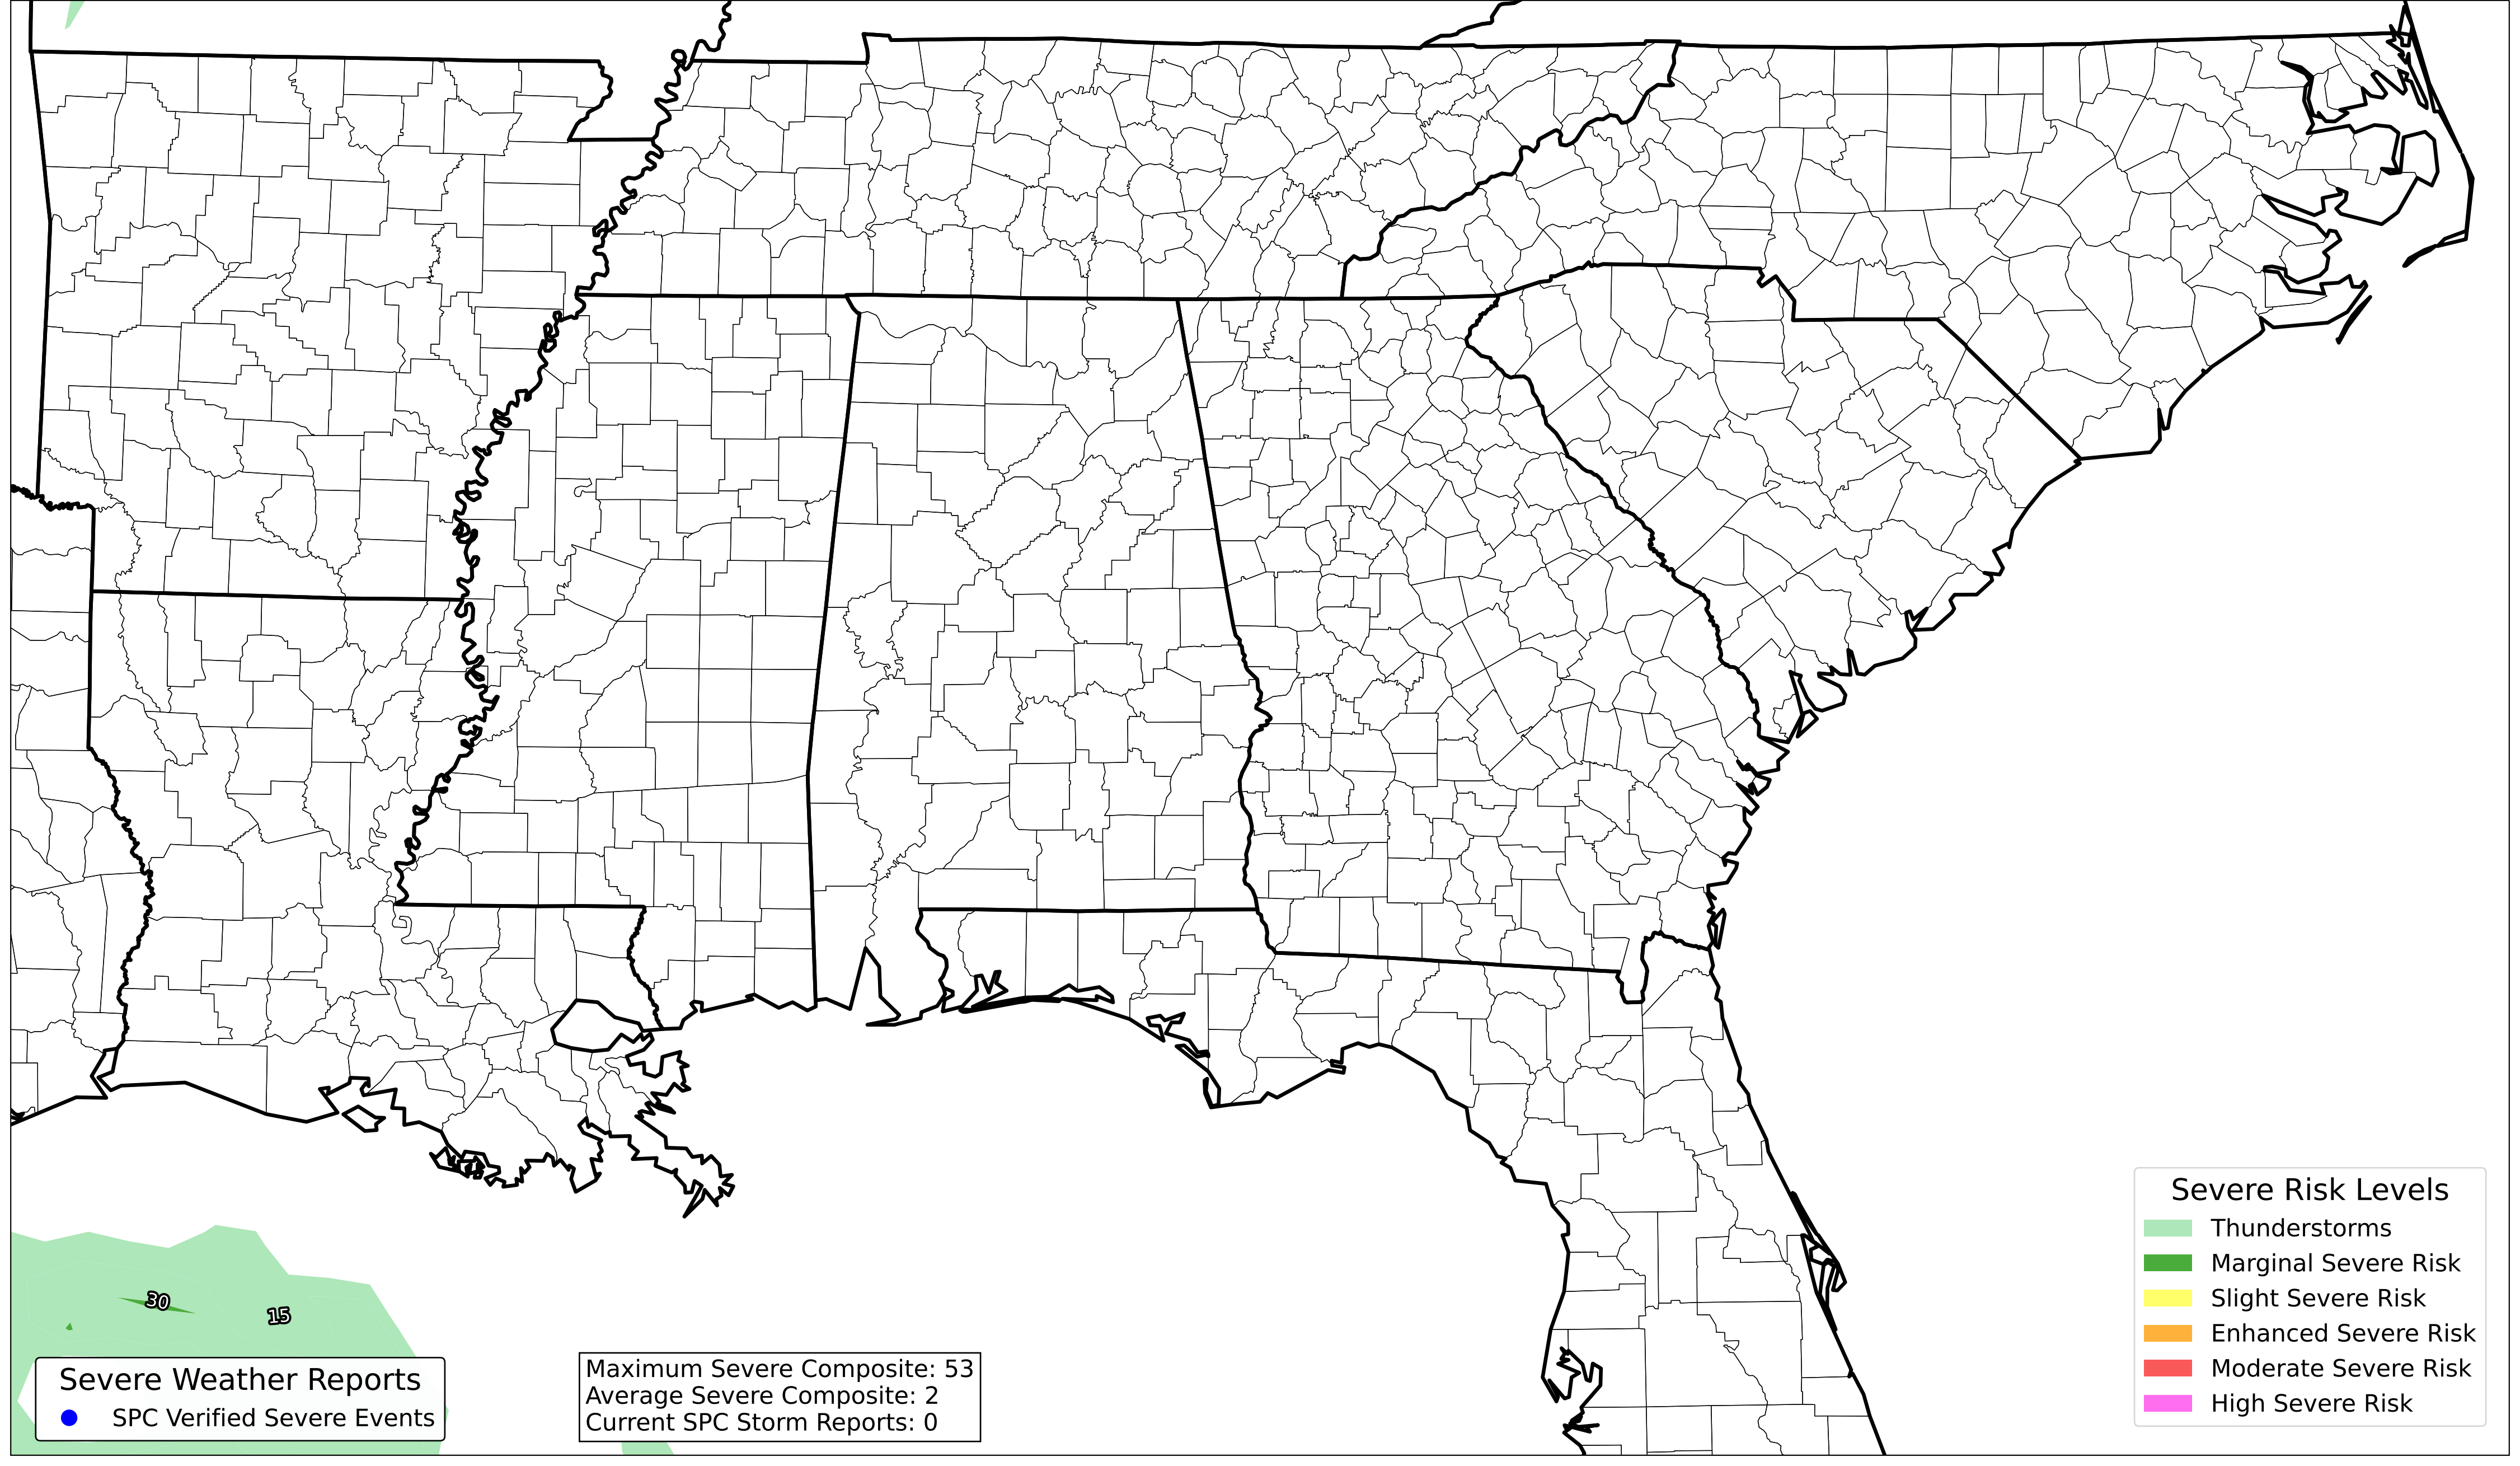 30
15
Severe Weather Reports
SPC Verified Severe Events
Maximum Severe Composite: 53
Average Severe Composite: 2
Current SPC Storm Reports: 0
Severe Risk Levels
Thunderstorms
Marginal Severe Risk
Slight Severe Risk
Enhanced Severe Risk
Moderate Severe Risk
High Severe Risk